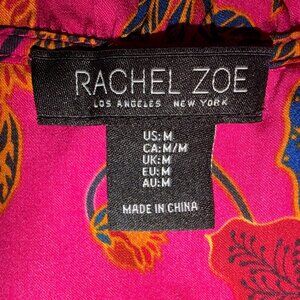 RACHEL ZOE
LOS ANGELES NEW YORK
US: M
CA: M/M
UK: M
EU: M
AU: M
MADE IN CHINA